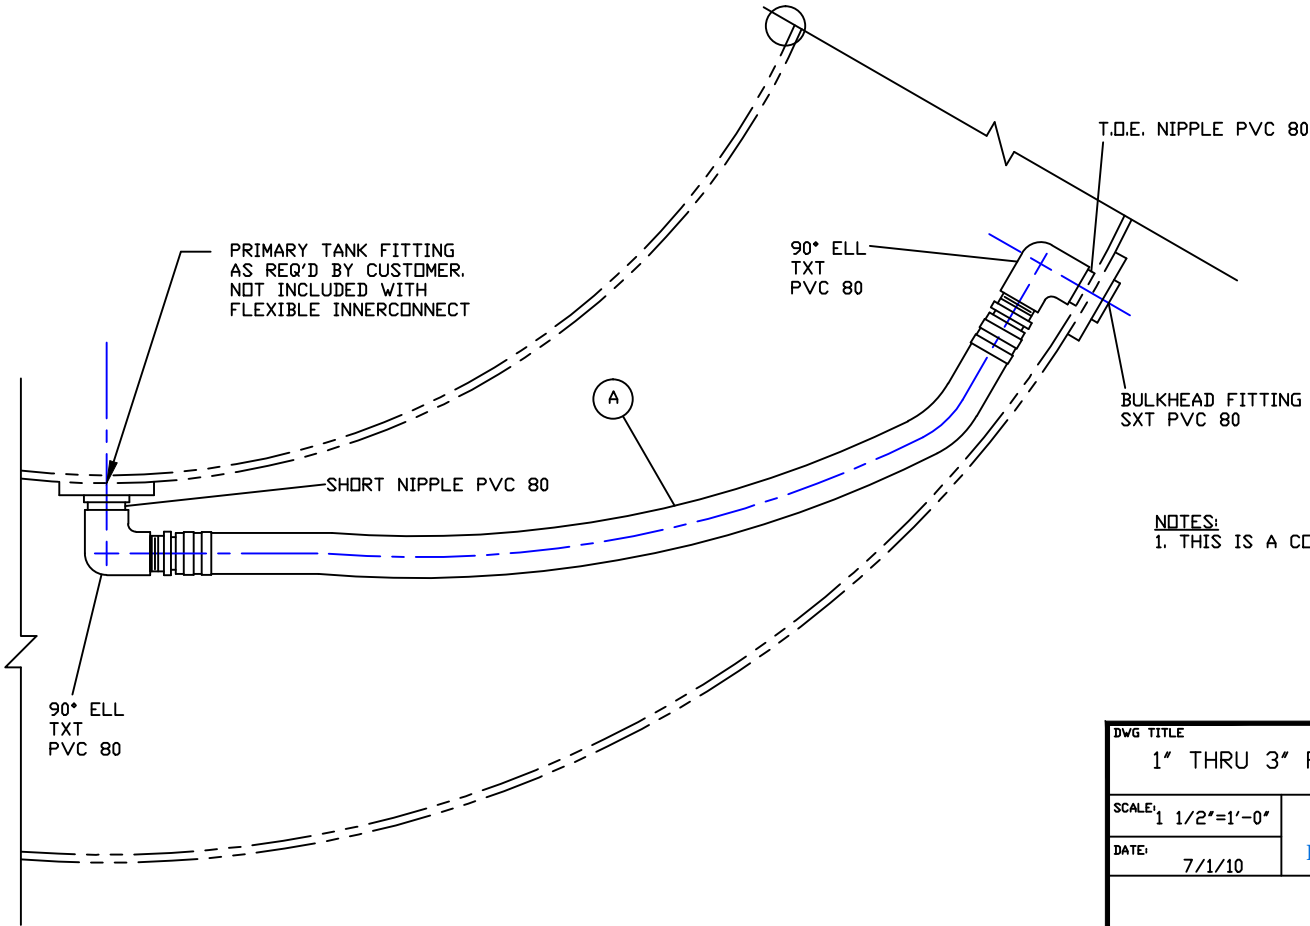 T.O.E. NIPPLE PVC 80
PRIMARY TANK FITTING
AS REQ'D BY CUSTOMER.
NOT INCLUDED WITH
FLEXIBLE INNERCONNECT
90° ELL
TXT
PVC 80
A
BULKHEAD FITTING
SXT PVC 80
SHORT NIPPLE PVC 80
NOTES:
1. THIS IS A
90° ELL
TXT
PVC 80
DWG TITLE
1" THRU 3"
SCALE: 1 1/2"=1'-0"
DATE:
7/1/10